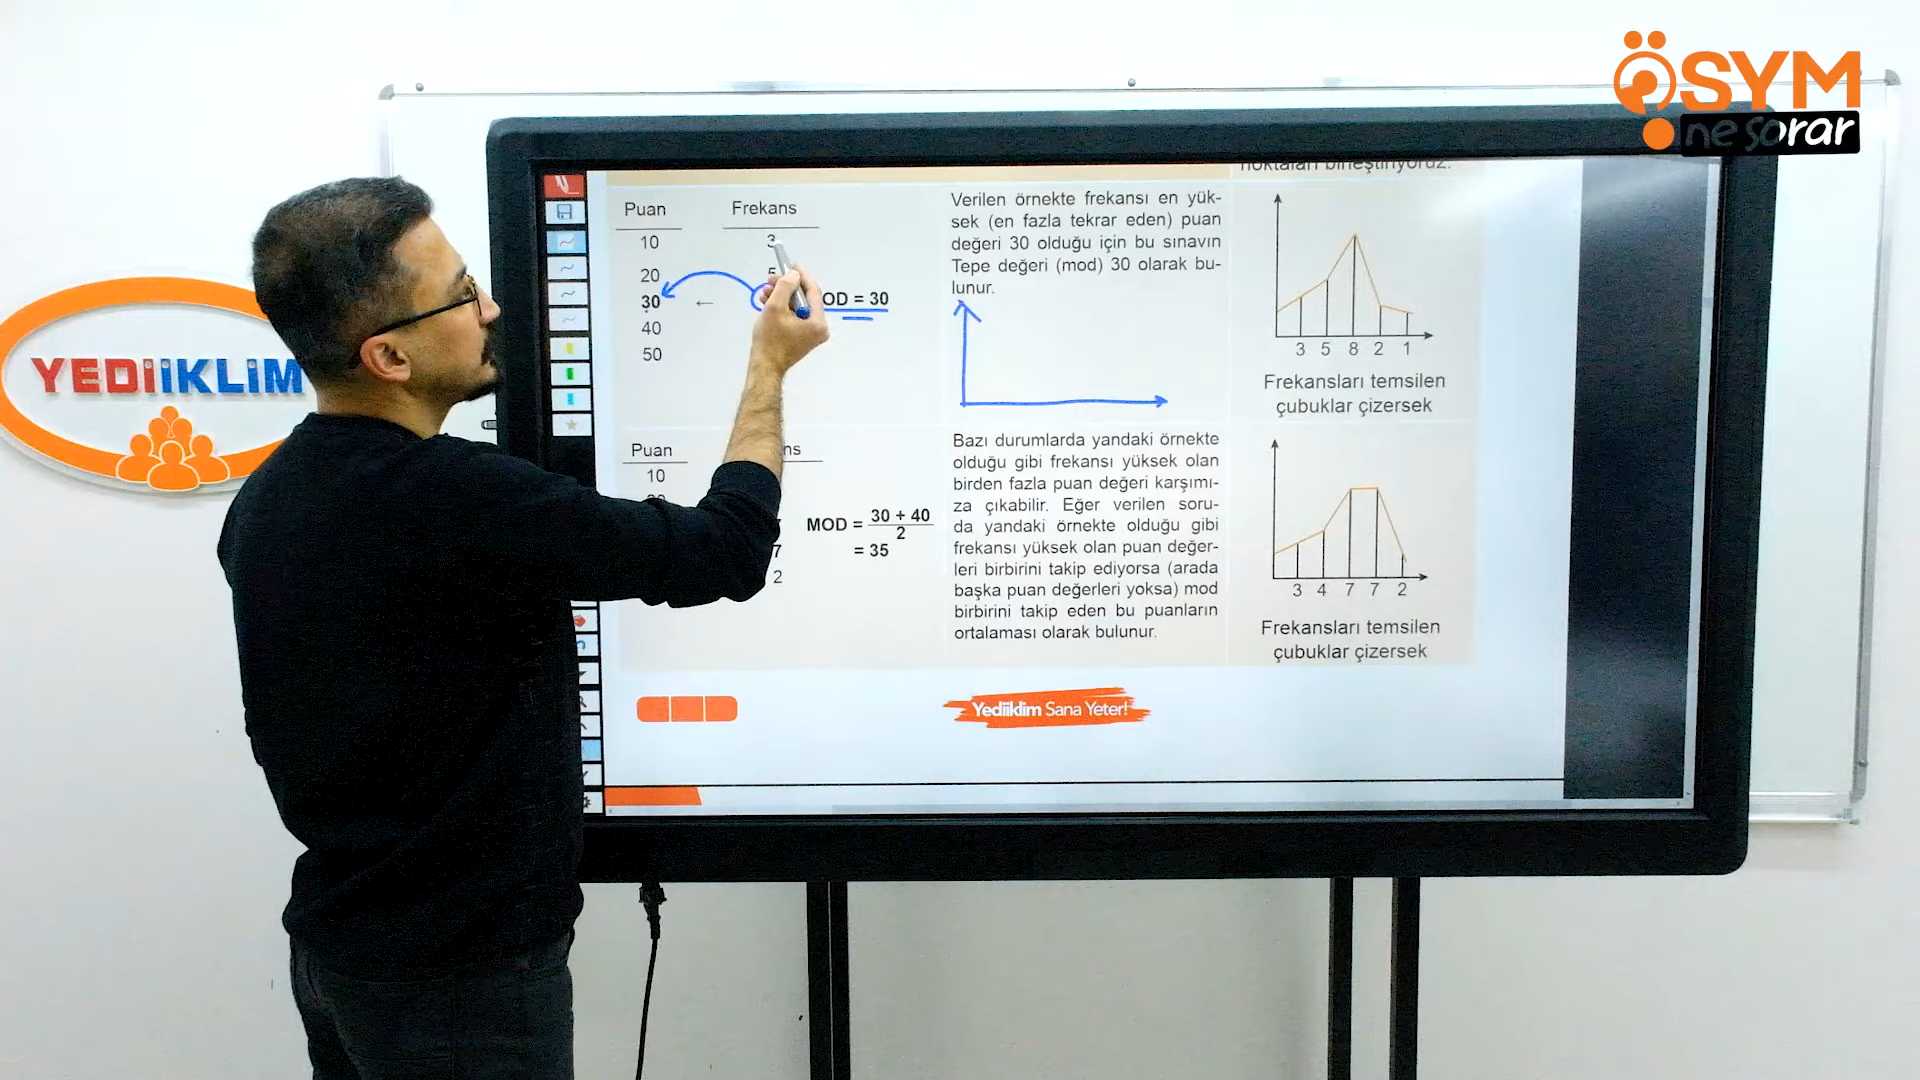 ÖSYM
ne sorar
YEDİİKLİM
noktaları birleştiriyoruz.
Puan Frekans
10 3
20 5
30 ← OD = 30
40
50
Verilen örnekte frekansı en yük-
sek (en fazla tekrar eden) puan
değeri 30 olduğu için bu sınavın
Tepe değeri (mod) 30 olarak bu-
lunur.
3 5 8 2 1
Frekansları temsilen
çubuklar çizersek
Puan ns
10
7
2
MOD = 30 + 40
2
= 35
Bazı durumlarda yandaki örnekte
olduğu gibi frekansı yüksek olan
birden fazla puan değeri karşımı-
za çıkabilir. Eğer verilen soru-
da yandaki örnekte olduğu gibi
frekansı yüksek olan puan değer-
leri birbirini takip ediyorsa (arada
başka puan değerleri yoksa) mod
birbirini takip eden bu puanların
ortalaması olarak bulunur.
3 4 7 7 2
Frekansları temsilen
çubuklar çizersek
Yediiklim Sana Yeter!